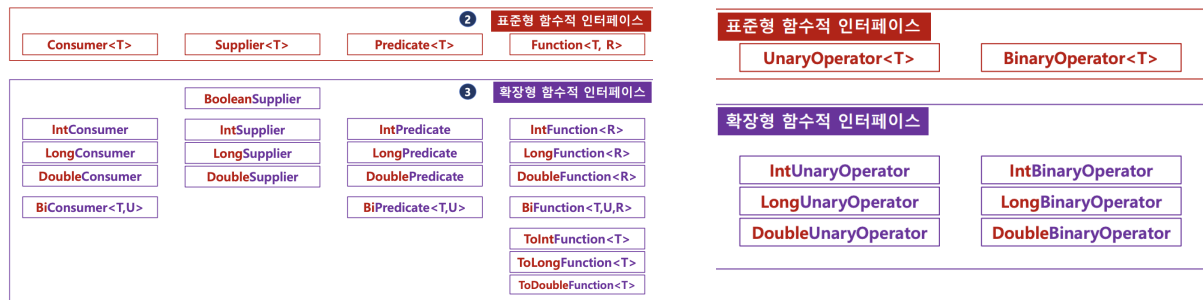 2 표준형 함수적 인터페이스
Consumer<T> Supplier<T> Predicate<T> Function<T, R>
3 확장형 함수적 인터페이스
BooleanSupplier
IntConsumer IntSupplier IntPredicate IntFunction<R>
LongConsumer LongSupplier LongPredicate LongFunction<R>
DoubleConsumer DoubleSupplier DoublePredicate DoubleFunction<R>
BiConsumer<T,U> BiPredicate<T,U> BiFunction<T,U,R>
ToIntFunction<T>
ToLongFunction<T>
ToDoubleFunction<T>
표준형 함수적 인터페이스
UnaryOperator<T> BinaryOperator<T>
확장형 함수적 인터페이스
IntUnaryOperator IntBinaryOperator
LongUnaryOperator LongBinaryOperator
DoubleUnaryOperator DoubleBinaryOperator